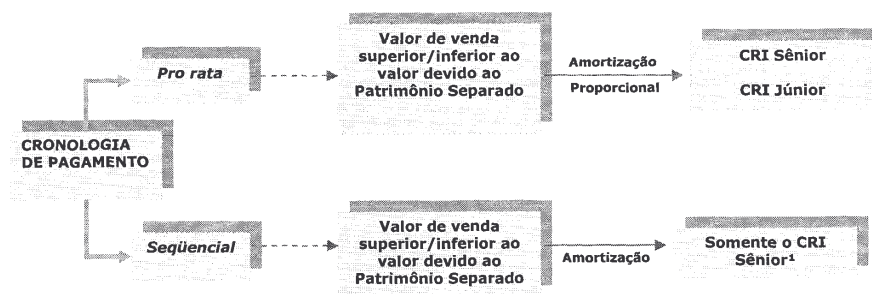 CRONOLOGIA
DE PAGAMENTO
Pro rata
Valor de venda
superior/inferior ao
valor devido ao
Patrimônio Separado
Amortização
Proporcional
CRI Sênior
CRI Júnior
Seqüencial
Valor de venda
superior/inferior ao
valor devido ao
Patrimônio Separado
Amortização
Somente o CRI
Sênior¹